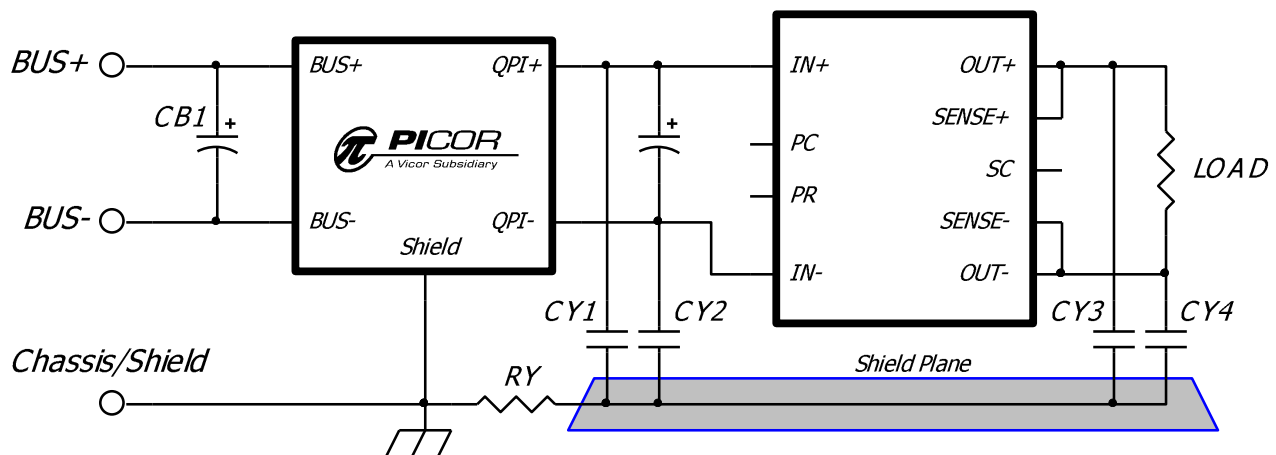 BUS+
BUS+
QPI+
IN+
OUT+
CB1
+
+
SENSE+
π PICOR
A Vicor Subsidiary
PC
SC
LOAD
PR
BUS-
BUS-
QPI-
SENSE-
Shield
IN-
OUT-
CY1
CY2
CY3
CY4
Chassis/Shield
RY
Shield Plane